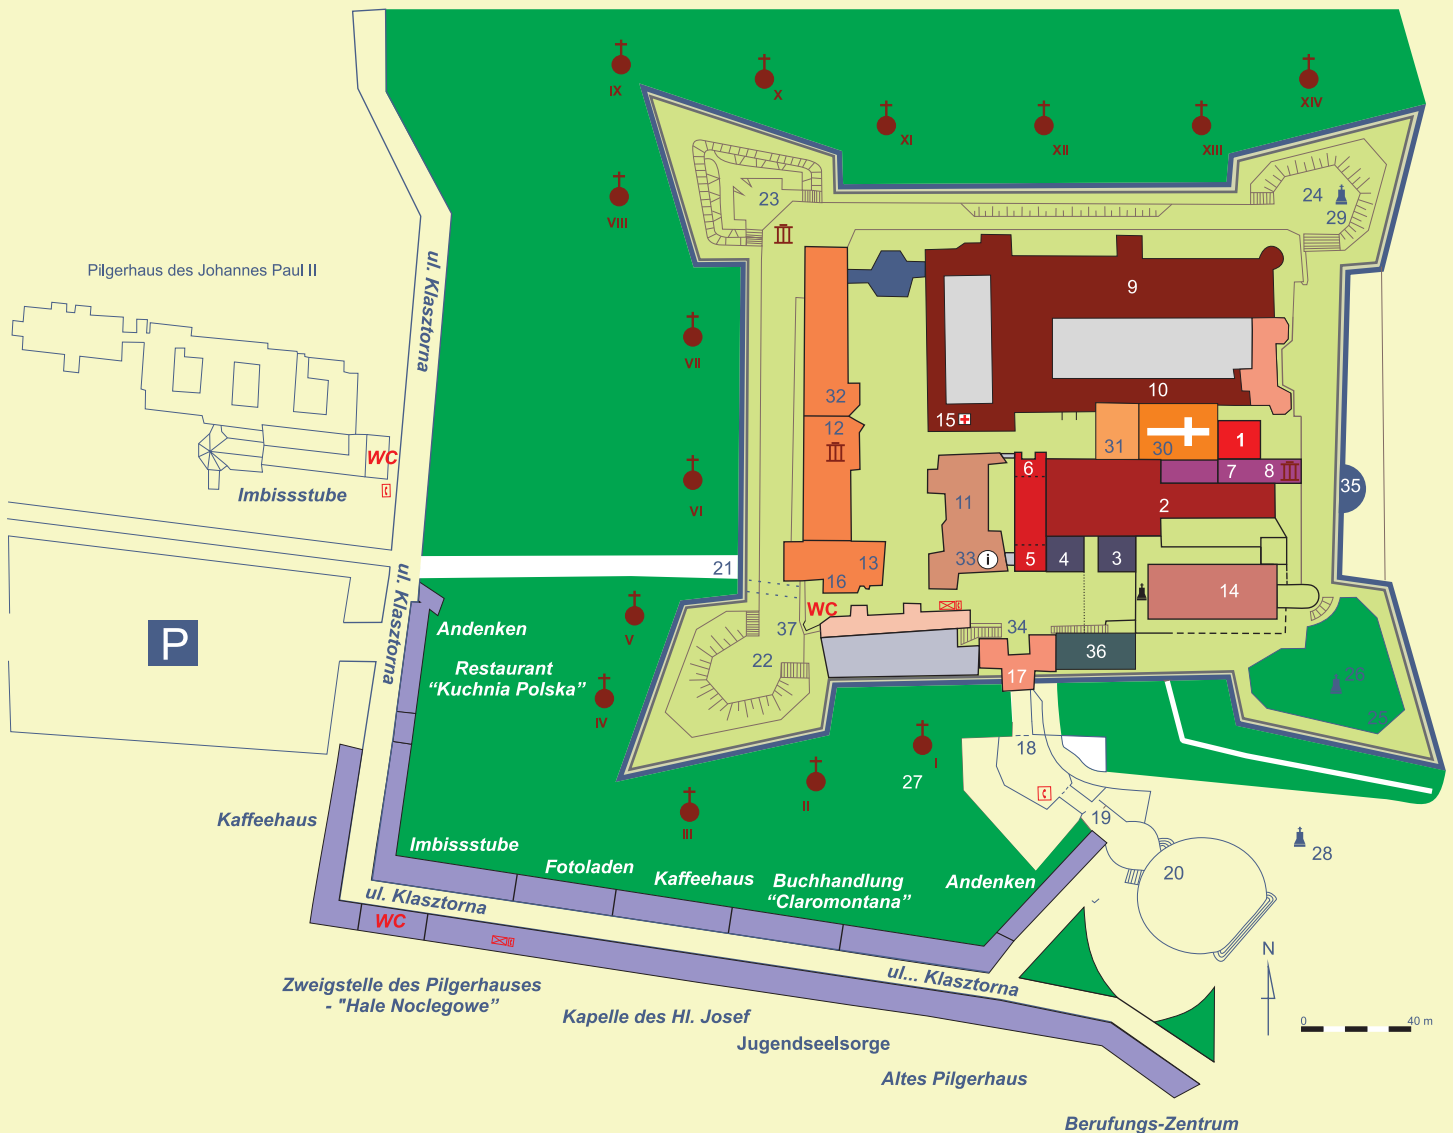 IX
X
XI
XII
XIII
XIV
VIII
23
24
29
ul. Klasztorna
Pilgerhaus des Johannes Paul II
9
VII
32
10
12
15
31
30
1
WC
6
7
8
Imbissstube
VI
11
2
35
33
i
5
4
3
21
13
16
14
ul. Klasztorna
WC
V
Andenken
37
34
P
22
36
Restaurant
“Kuchnia Polska”
17
26
IV
25
I
18
27
II
Kaffeehaus
III
19
28
Imbissstube
20
Fotoladen
Kaffeehaus
Buchhandlung
“Claromontana”
Andenken
ul. Klasztorna
WC
N
ul... Klasztorna
Zweigstelle des Pilgerhauses
- "Hale Noclegowe”
Kapelle des Hl. Josef
0
40 m
Jugendseelsorge
Altes Pilgerhaus
Berufungs-Zentrum